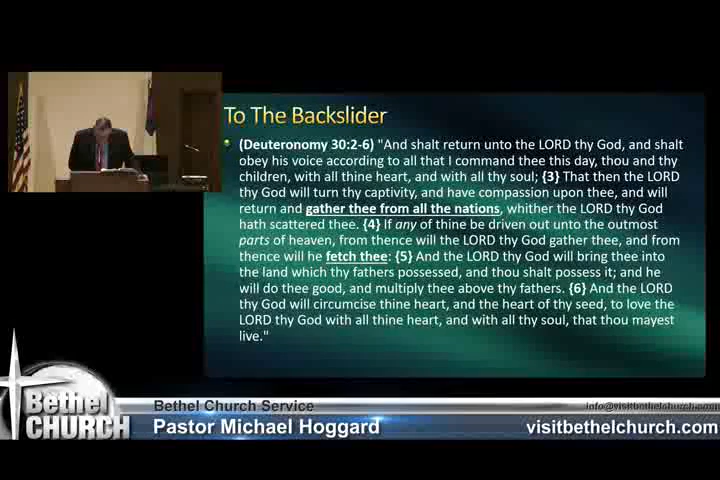 To The Backslider
(Deuteronomy 30:2-6) "And shalt return unto the LORD thy God, and shalt
obey his voice according to all that I command thee this day, thou and thy
children, with all thine heart, and with all thy soul; {3} That then the LORD
thy God will turn thy captivity, and have compassion upon thee, and will
return and gather thee from all the nations, whither the LORD thy God
hath scattered thee. {4} If any of thine be driven out unto the outmost
parts of heaven, from thence will the LORD thy God gather thee, and from
thence will he fetch thee: {5} And the LORD thy God will bring thee into
the land which thy fathers possessed, and thou shalt possess it; and he
will do thee good, and multiply thee above thy fathers. {6} And the LORD
thy God will circumcise thine heart, and the heart of thy seed, to love the
LORD thy God with all thine heart, and with all thy soul, that thou mayest
live."
Bethel
CHURCH
Bethel Church Service
info@visitbethelchurch.com
Pastor Michael Hoggard
visitbethelchurch.com